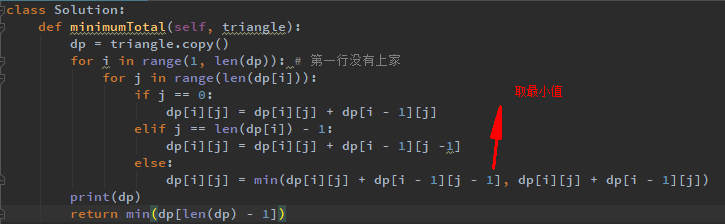 class Solution:
    def minimumTotal(self, triangle):
        dp = triangle.copy()
        for i in range(1, len(dp)): # 第一行没有上家
            for j in range(len(dp[i])):
                if j == 0:
                    dp[i][j] = dp[i][j] + dp[i - 1][j]
                elif j == len(dp[i]) - 1:
                    dp[i][j] = dp[i][j] + dp[i - 1][j -1]
                else:
                    dp[i][j] = min(dp[i][j] + dp[i - 1][j - 1], dp[i][j] + dp[i - 1][j])
        print(dp)
        return min(dp[len(dp) - 1])
取最小值